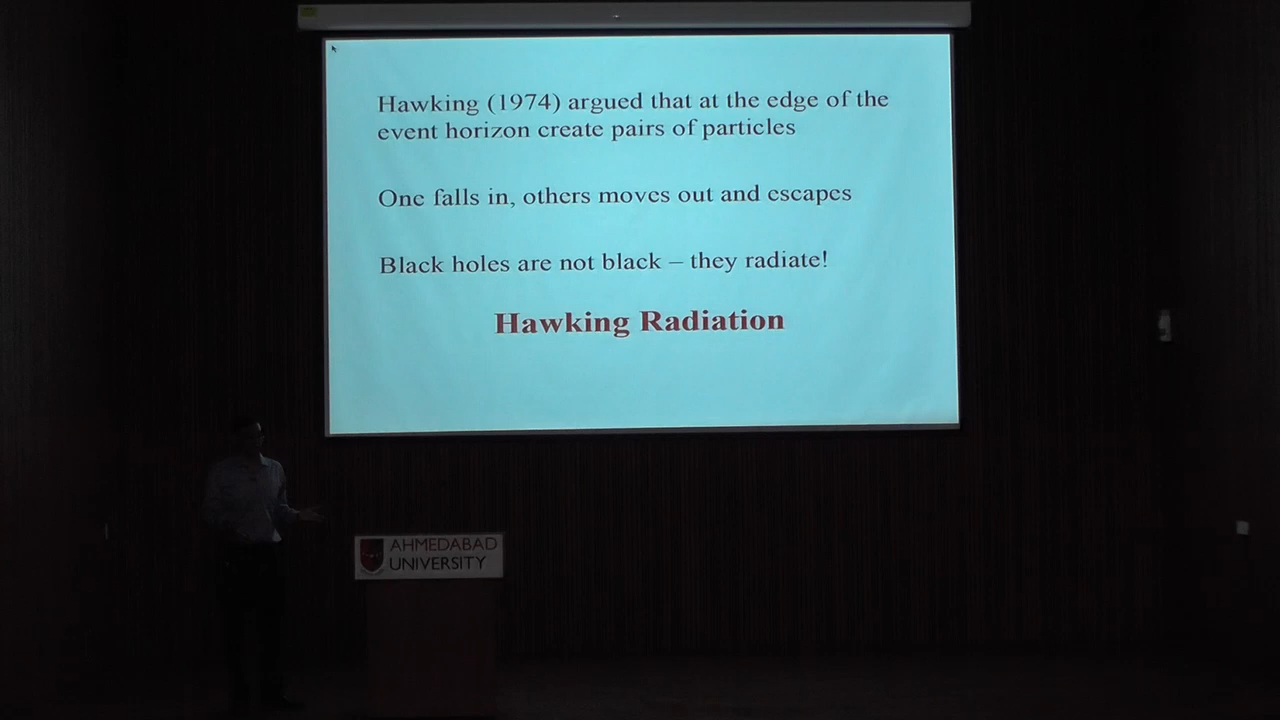 Hawking (1974) argued that at the edge of the
event horizon create pairs of particles
One falls in, others moves out and escapes
Black holes are not black – they radiate!
Hawking Radiation
AHMEDABAD
UNIVERSITY